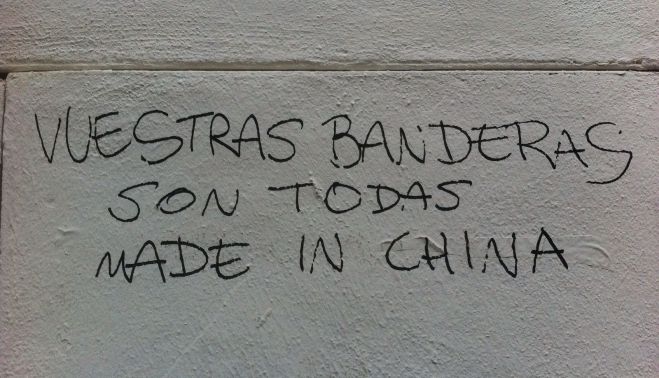 VUESTRAS BANDERAS
SON TODAS
MADE IN CHINA